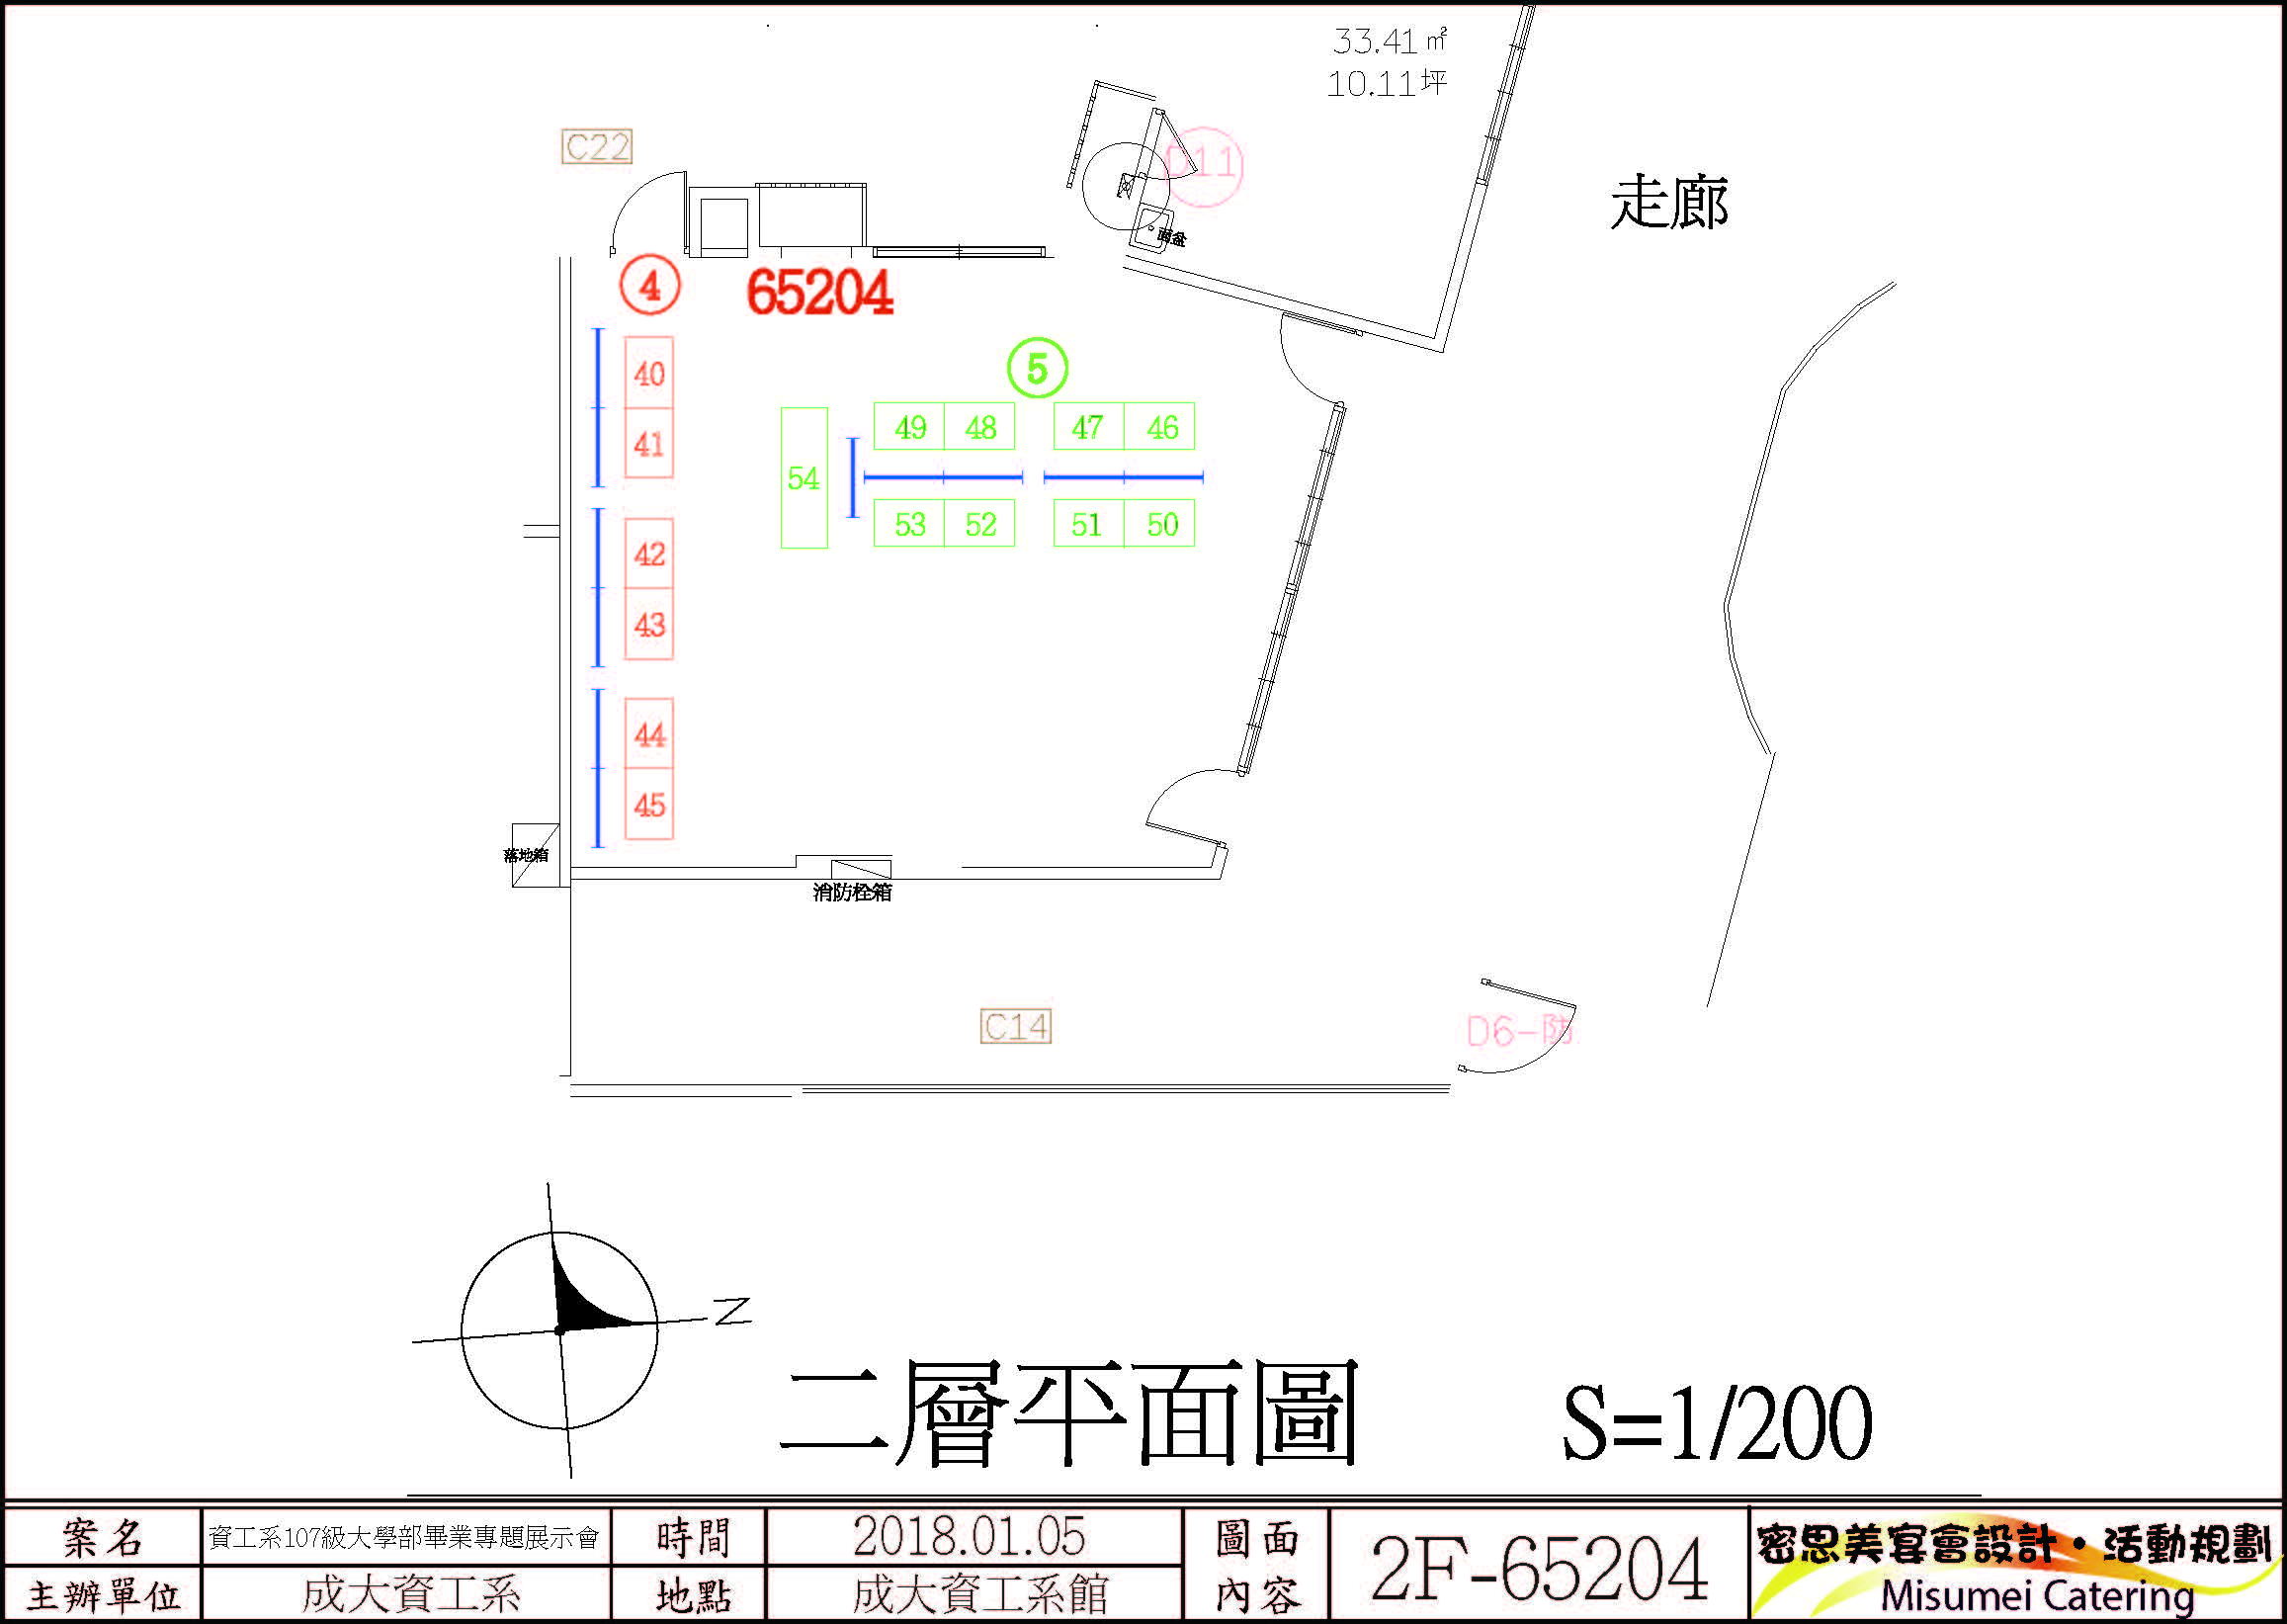 33.41㎡
10.11坪
C22
D11
走廊
面盆
4
65204
5
40
41
42
43
44
45
54
49 48 47 46
53 52 51 50
落地箱
消防栓箱
C14
D6-防
N
二層平面圖 S=1/200
案名 資工系107級大學部畢業專題展示會 時間 2018.01.05 圖面內容 2F-65204
主辦單位 成大資工系 地點 成大資工系館
密思美宴會設計・活動規劃
Misumei Catering